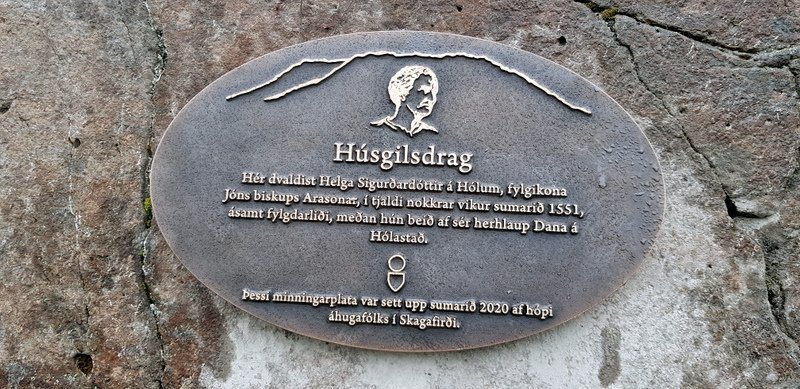 Húsgilsdrag
Hér dvaldist Helga Sigurðardóttir á Hólum, fylgikona
Jóns biskups Arasonar, í tjaldi nokkrar vikur sumarið 1551,
ásamt fylgdarliði, meðan hún beið af sér herhlaup Dana á
Hólastað.
Þessi minningarplata var sett upp sumarið 2020 af hópi
áhugafólks í Skagafirði.